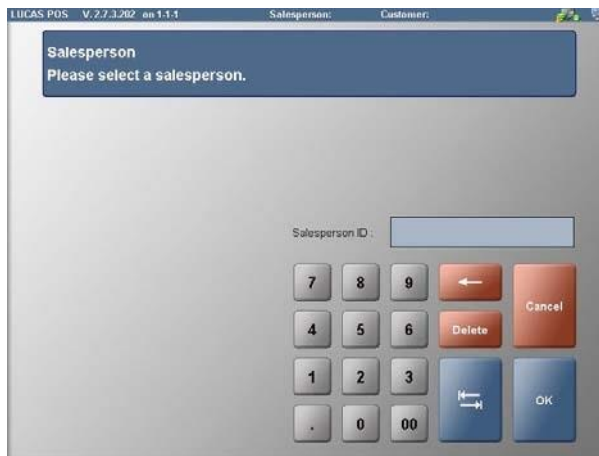 LUCAS POS V. 2.7.3.202 on 1-1-1 Salesperson: Customer:
Salesperson
Please select a salesperson.
Salesperson ID :
7 8 9
Cancel
4 5 6 Delete
1 2 3
OK
. 0 00